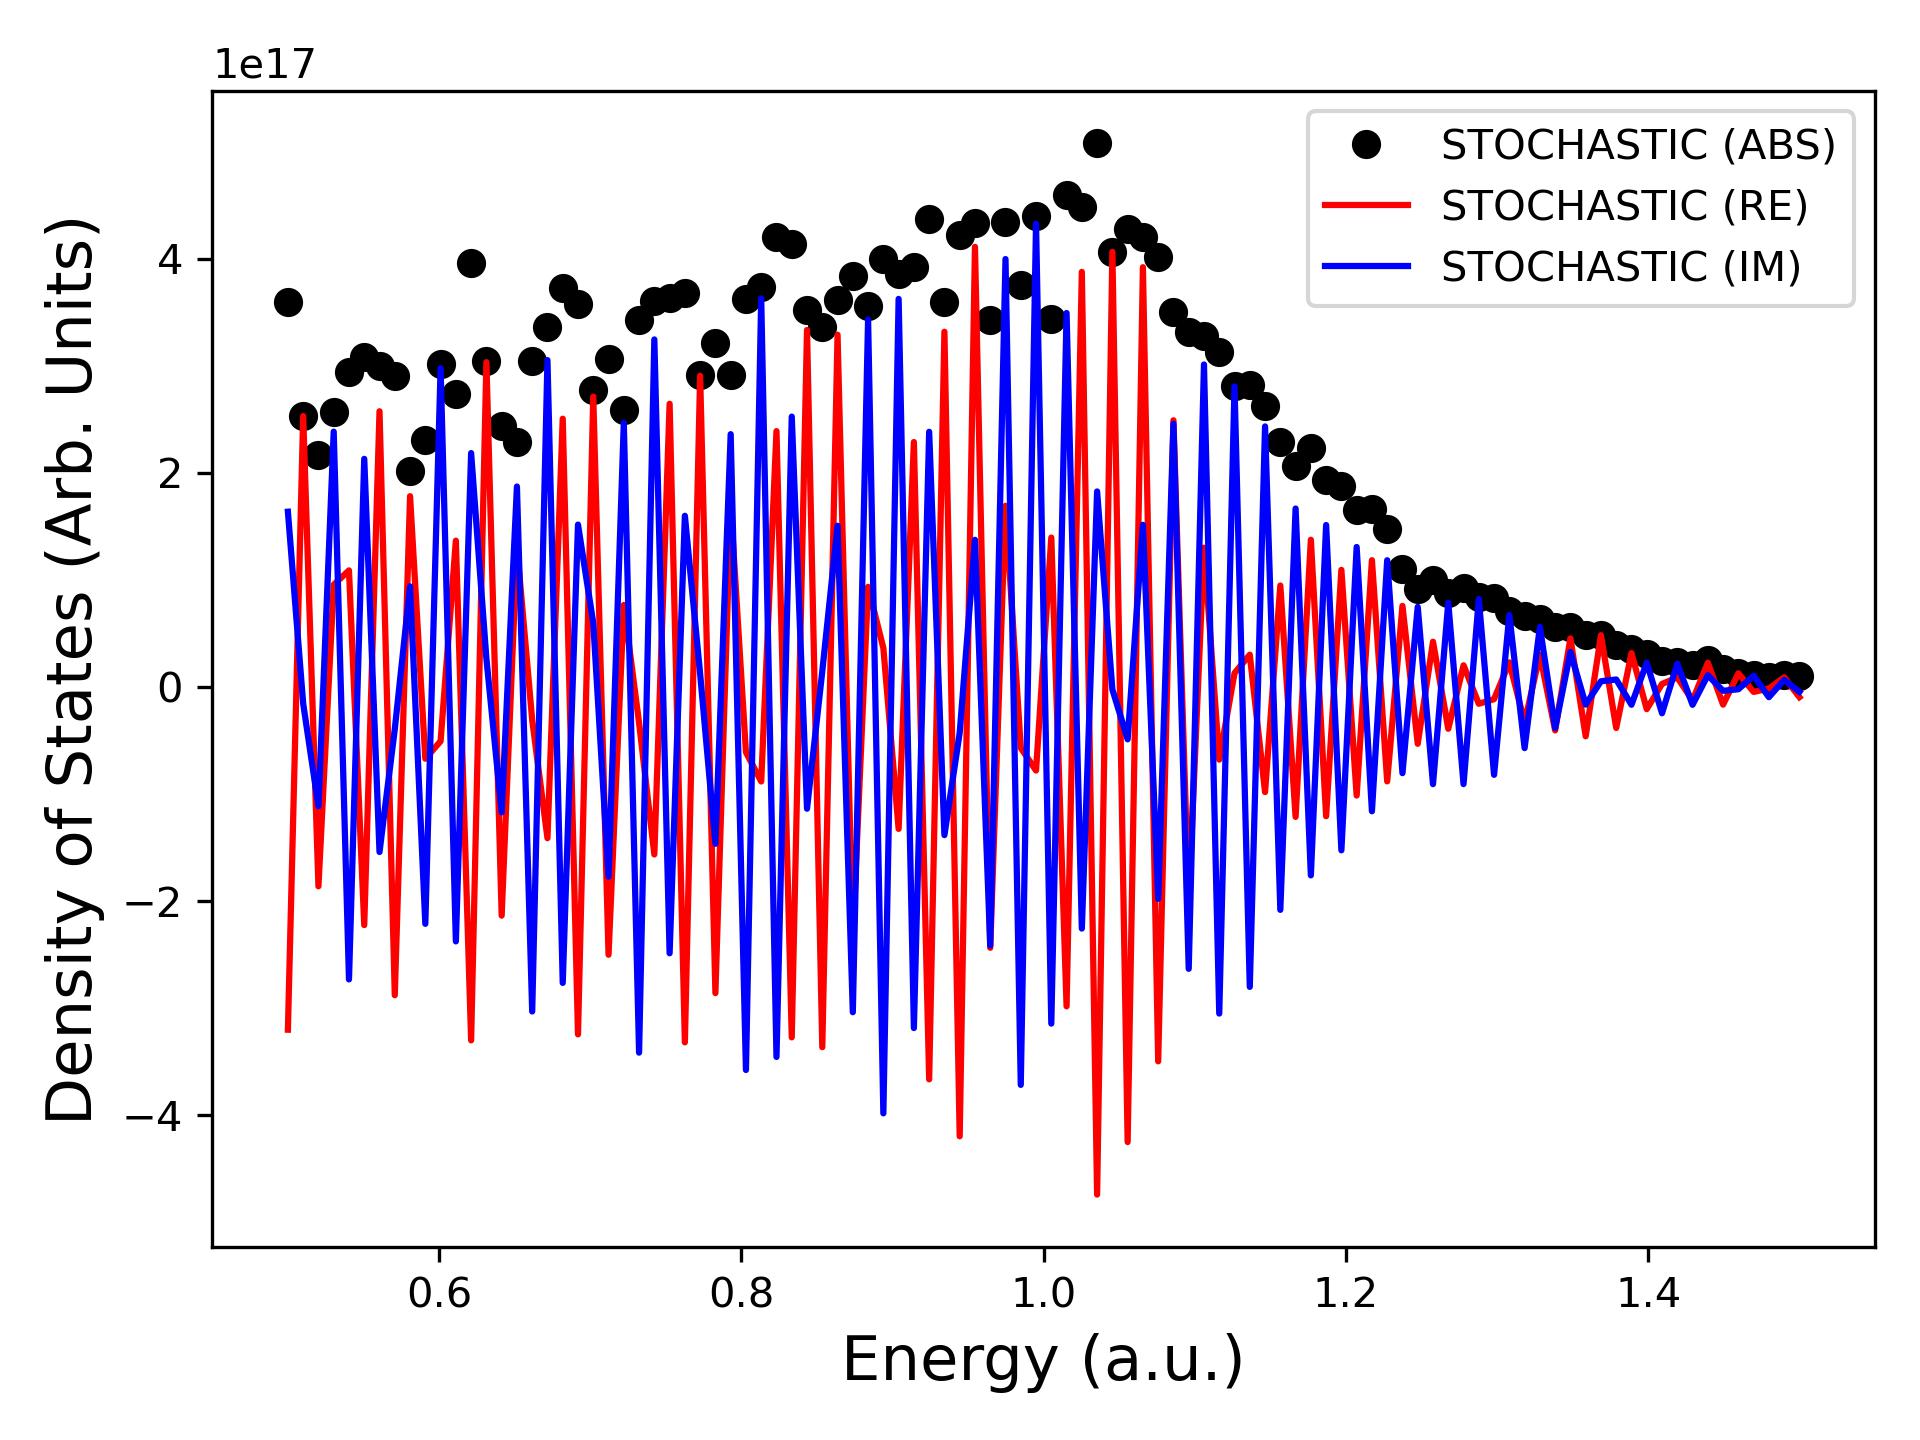 1e17
STOCHASTIC (ABS)
STOCHASTIC (RE)
STOCHASTIC (IM)
Density of States (Arb. Units)
4
2
0
−2
−4
0.6 0.8 1.0 1.2 1.4
Energy (a.u.)